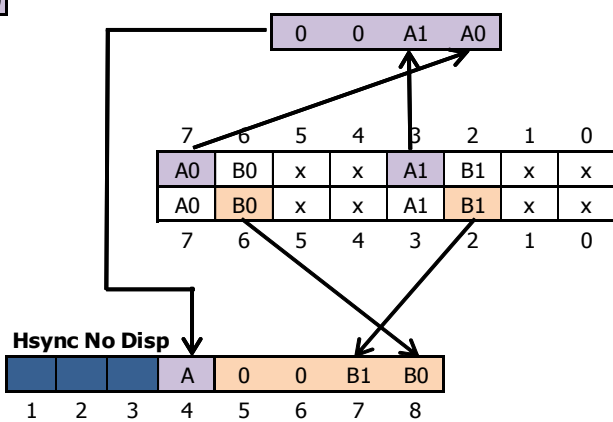 0 0 A1 A0
7 6 5 4 3 2 1 0
A0 B0 x x A1 B1 x x
A0 B0 x x A1 B1 x x
7 6 5 4 3 2 1 0
Hsync No Disp
A 0 0 B1 B0
1 2 3 4 5 6 7 8